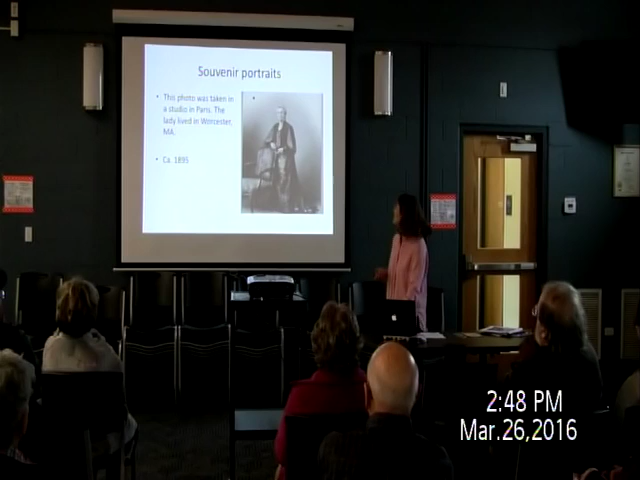 Souvenir portraits
• This photo was taken in
a studio in Paris. The
lady lived in Worcester,
MA.
• Ca. 1895
2:48 PM
Mar.26,2016